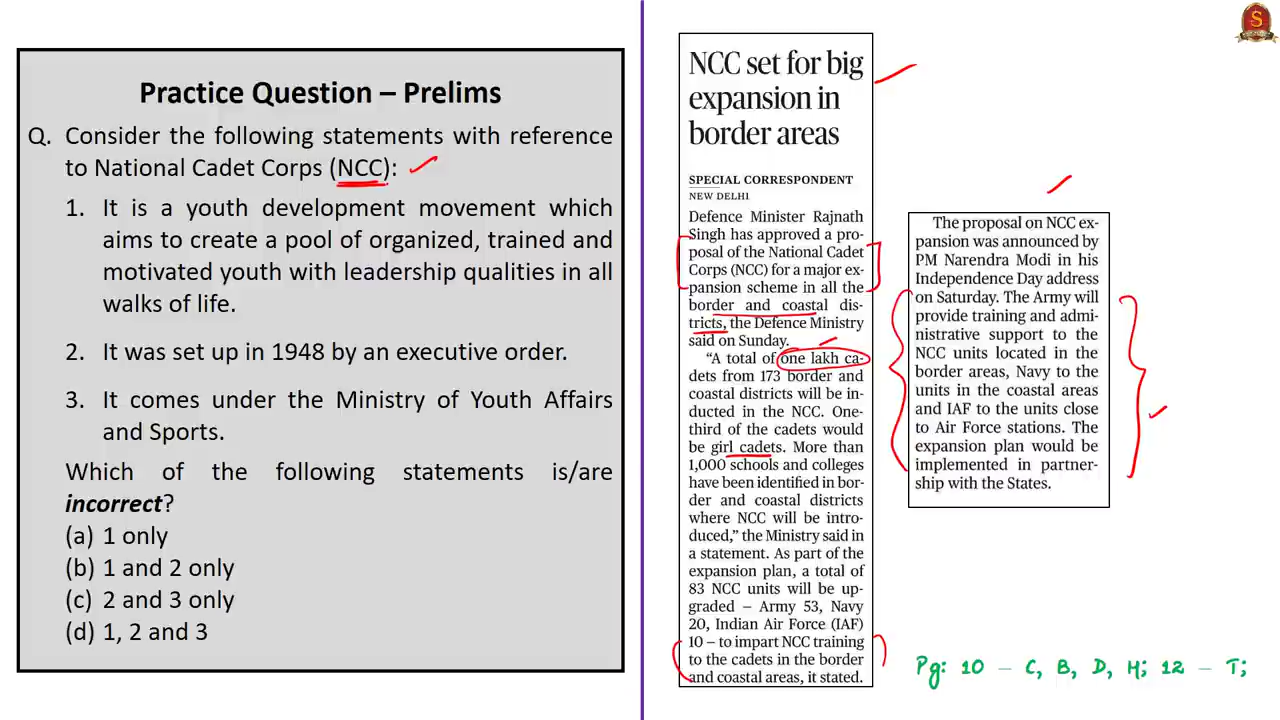 Practice Question – Prelims
Q. Consider the following statements with reference
to National Cadet Corps (NCC):
1. It is a youth development movement which
aims to create a pool of organized, trained and
motivated youth with leadership qualities in all
walks of life.
2. It was set up in 1948 by an executive order.
3. It comes under the Ministry of Youth Affairs
and Sports.
Which of the following statements is/are
incorrect?
(a) 1 only
(b) 1 and 2 only
(c) 2 and 3 only
(d) 1, 2 and 3
NCC set for big
expansion in
border areas
SPECIAL CORRESPONDENT
NEW DELHI
Defence Minister Rajnath
Singh has approved a pro-
posal of the National Cadet
Corps (NCC) for a major ex-
pansion scheme in all the
border and coastal dis-
tricts, the Defence Ministry
said on Sunday.
“A total of one lakh ca-
dets from 173 border and
coastal districts will be in-
ducted in the NCC. One-
third of the cadets would
be girl cadets. More than
1,000 schools and colleges
have been identified in bor-
der and coastal districts
where NCC will be intro-
duced,” the Ministry said in
a statement. As part of the
expansion plan, a total of
83 NCC units will be up-
graded – Army 53, Navy
20, Indian Air Force (IAF)
10 – to impart NCC training
to the cadets in the border
and coastal areas, it stated.
The proposal on NCC ex-
pansion was announced by
PM Narendra Modi in his
Independence Day address
on Saturday. The Army will
provide training and admi-
nistrative support to the
NCC units located in the
border areas, Navy to the
units in the coastal areas
and IAF to the units close
to Air Force stations. The
expansion plan would be
implemented in partner-
ship with the States.
Pg: 10 – C, B, D, H; 12 – T;
S